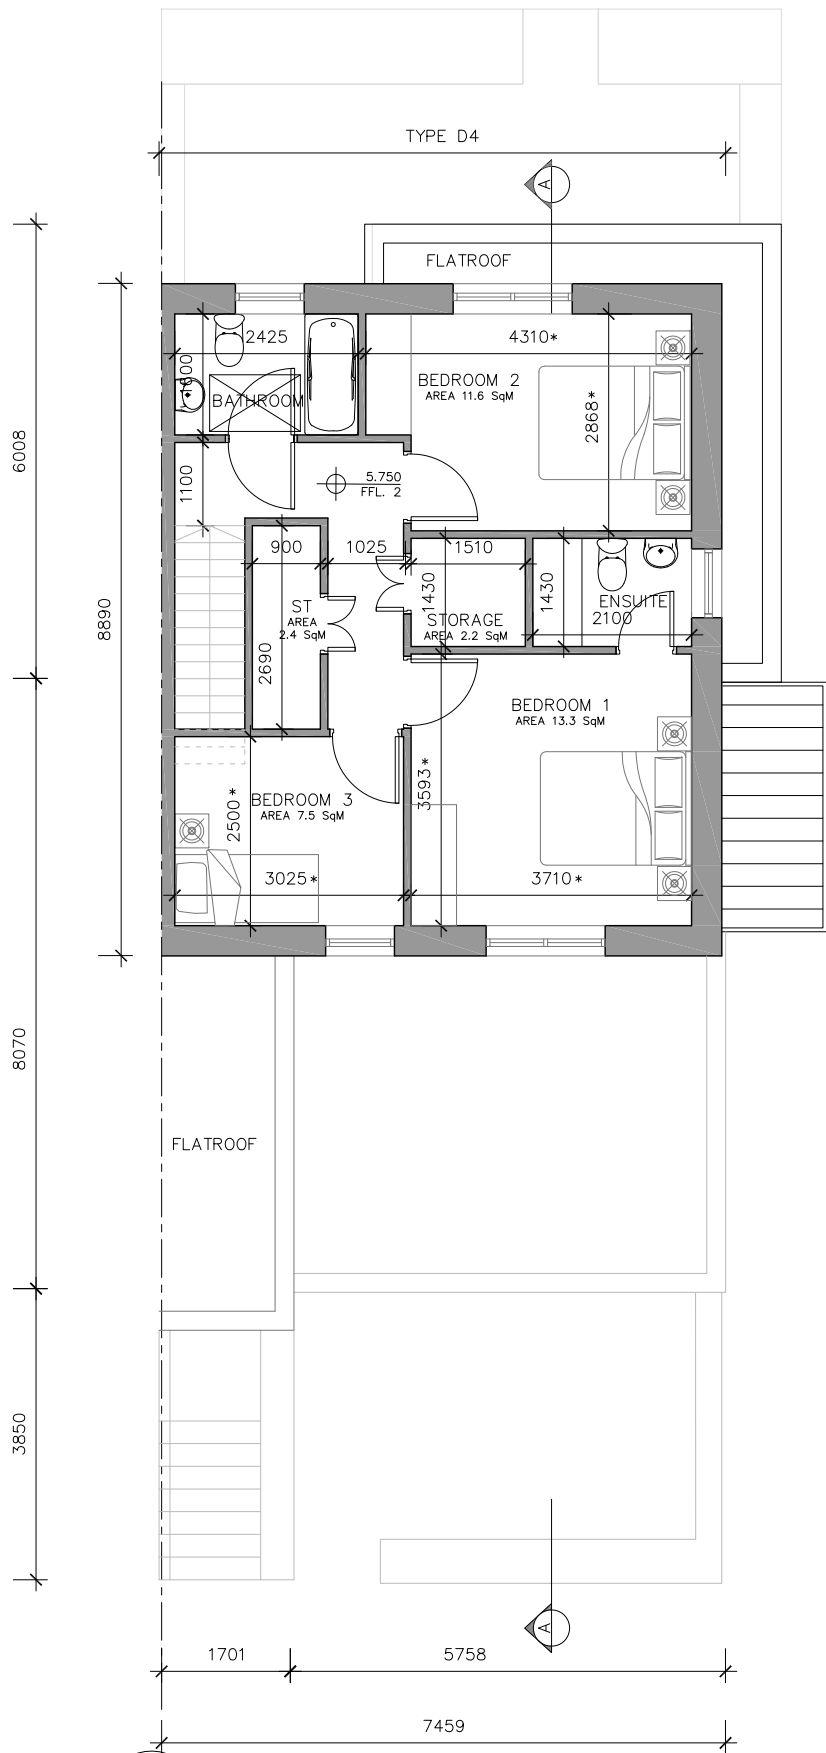 TYPE D4
A
FLATROOF
2425
4310*
1600
BEDROOM 2
AREA 11.6 SqM
BATHROOM
2868*
6008
1100
5.750
FFL. 2
900
1025
1510
1430
1430
ST
AREA
2.4 SqM
ENSUITE
2100
STORAGE
AREA 2.2 SqM
8890
2690
BEDROOM 1
AREA 13.3 SqM
3593*
BEDROOM 3
AREA 7.5 SqM
2500*
3025*
3710*
8070
FLATROOF
3850
A
1701
5758
7459